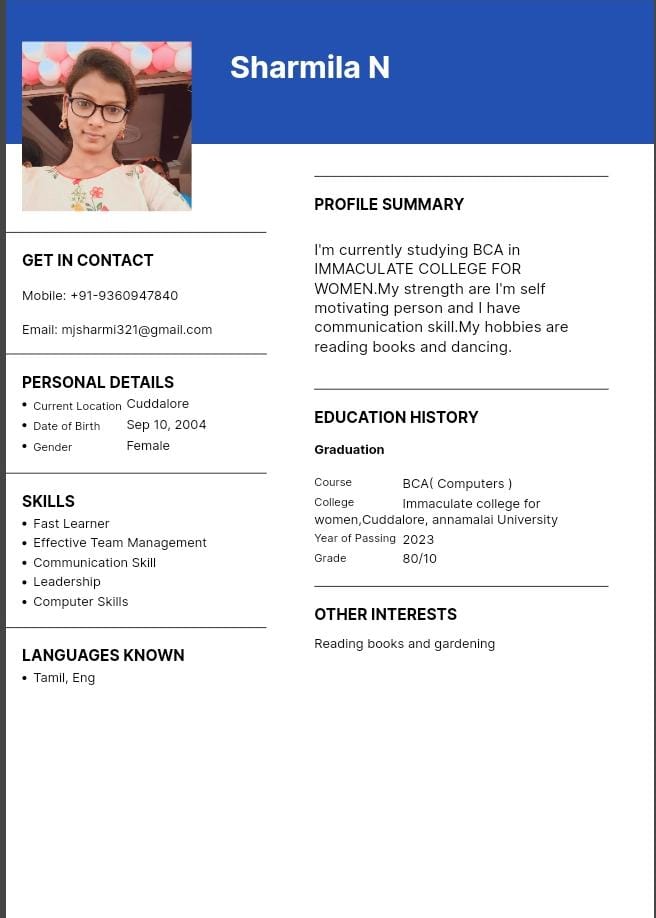 Sharmila N
GET IN CONTACT
Mobile: +91-9360947840
Email: mjsharmi321@gmail.com
PERSONAL DETAILS
• Current Location Cuddalore
• Date of Birth Sep 10, 2004
• Gender Female
SKILLS
• Fast Learner
• Effective Team Management
• Communication Skill
• Leadership
• Computer Skills
LANGUAGES KNOWN
• Tamil, Eng
PROFILE SUMMARY
I'm currently studying BCA in
IMMACULATE COLLEGE FOR
WOMEN.My strength are I'm self
motivating person and I have
communication skill.My hobbies are
reading books and dancing.
EDUCATION HISTORY
Graduation
Course BCA( Computers )
College Immaculate college for
women,Cuddalore, annamalai University
Year of Passing 2023
Grade 80/10
OTHER INTERESTS
Reading books and gardening